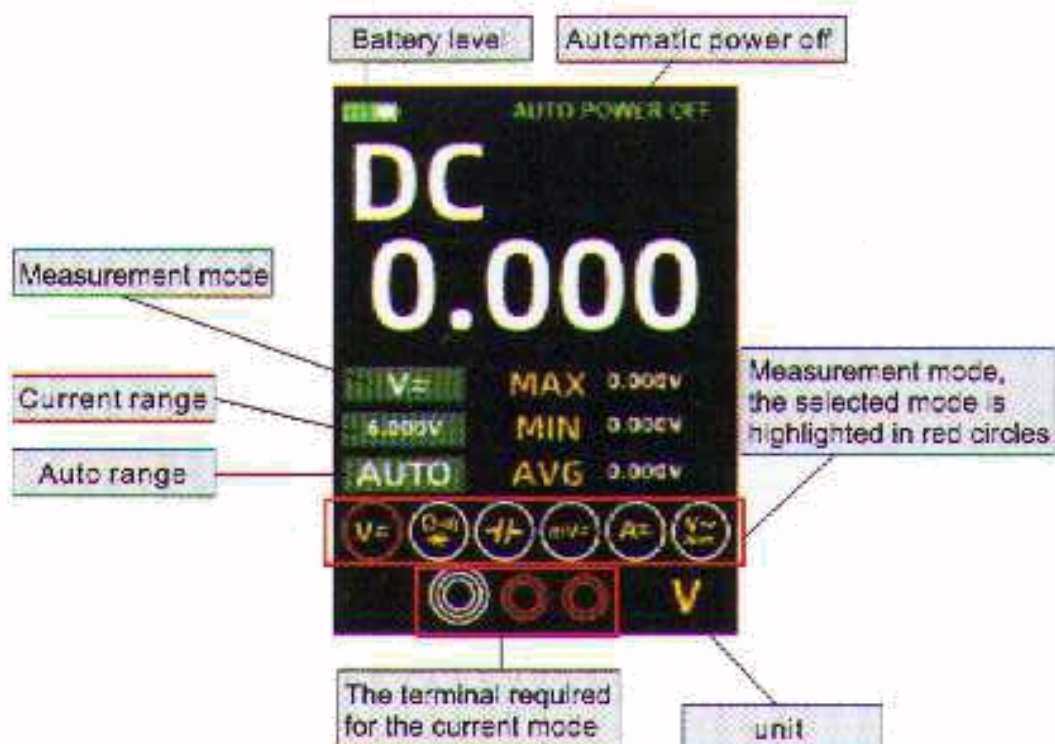 Battery level
Automatic power off
AUTO POWER OFF
DC
0.000
Measurement mode
V=
MAX 0.000V
Current range
6.000V
MIN 0.000V
Auto range
AUTO
AVG 0.000V
Measurement mode,
the selected mode is
highlighted in red circles
V=
mV=
A=
V
The terminal required
for the current mode
unit